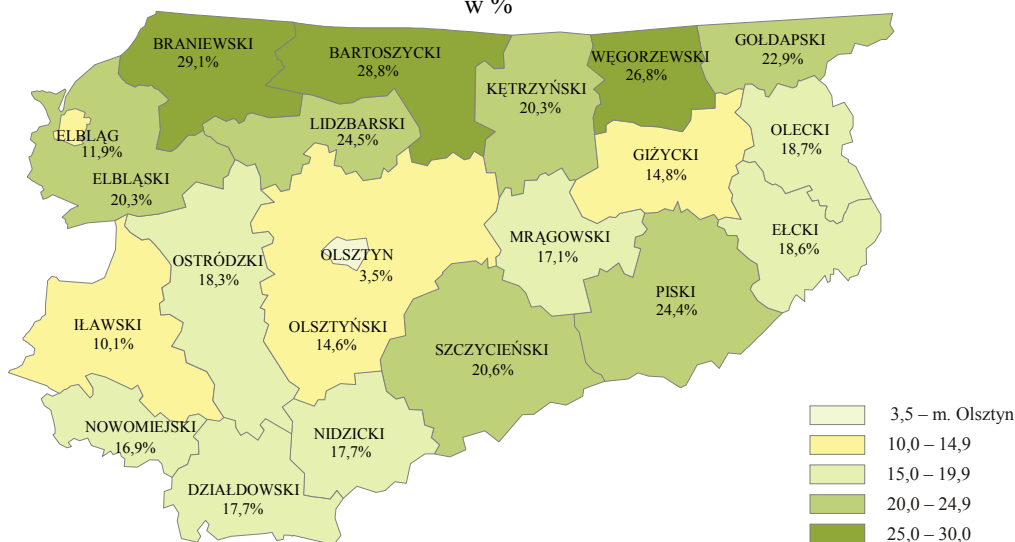 w %
BRANIEWSKI
29,1%
BARTOSZYCKI
28,8%
WĘGORZEWSKI
26,8%
GOŁDAPSKI
22,9%
KĘTRZYŃSKI
20,3%
LIDZBARSKI
24,5%
ELBLĄG
11,9%
ELBLĄSKI
20,3%
GIŻYCKI
14,8%
OLECKI
18,7%
EŁCKI
18,6%
MRĄGOWSKI
17,1%
OSTRÓDZKI
18,3%
OLSZTYN
3,5%
PISKI
24,4%
IŁAWSKI
10,1%
OLSZTYŃSKI
14,6%
SZCZYCIEŃSKI
20,6%
NOWOMIEJSKI
16,9%
NIDZICKI
17,7%
DZIAŁDOWSKI
17,7%
3,5 – m. Olsztyn
10,0 – 14,9
15,0 – 19,9
20,0 – 24,9
25,0 – 30,0